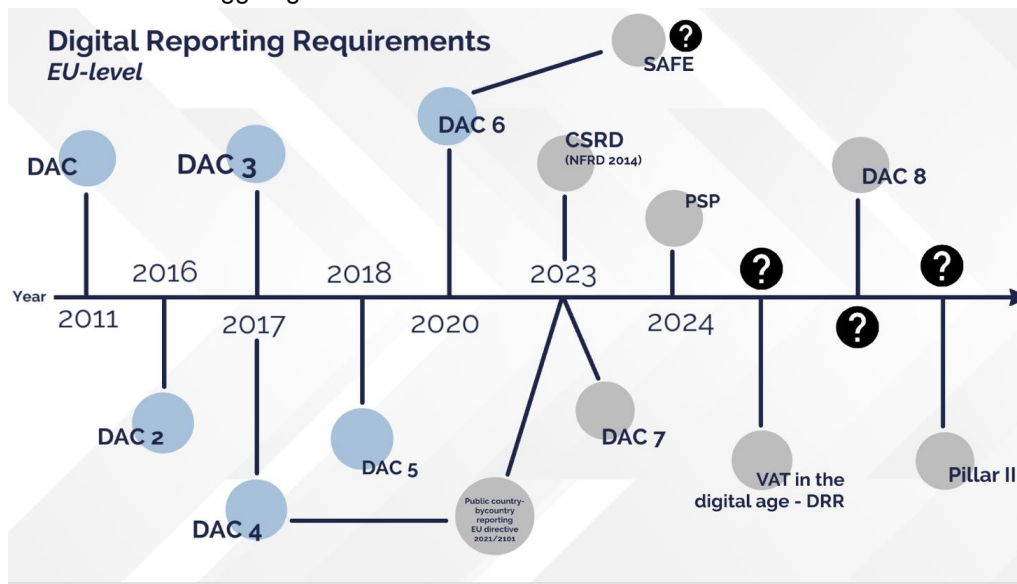 Digital Reporting Requirements
EU-level
?
SAFE
DAC 6
DAC
DAC 3
CSRD
(NFRD 2014)
PSP
DAC 8
2016
2018
2023
?
?
Year
2011
2017
2020
2024
?
DAC 2
DAC 5
DAC 7
DAC 4
Public country-
bycountry
reporting
EU directive
2021/2101
VAT in the
digital age - DRR
Pillar II